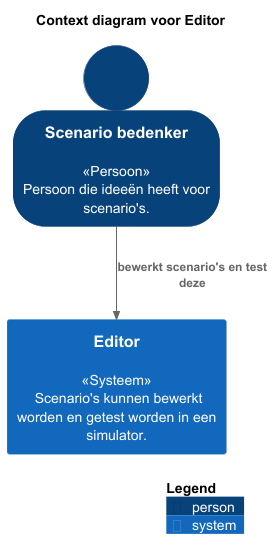 Context diagram voor Editor
Scenario bedenker
«Persoon»
Persoon die ideeën heeft voor
scenario's.
bewerkt scenario's en test
deze
Editor
«Systeem»
Scenario's kunnen bewerkt
worden en getest worden in een
simulator.
Legend
person
system